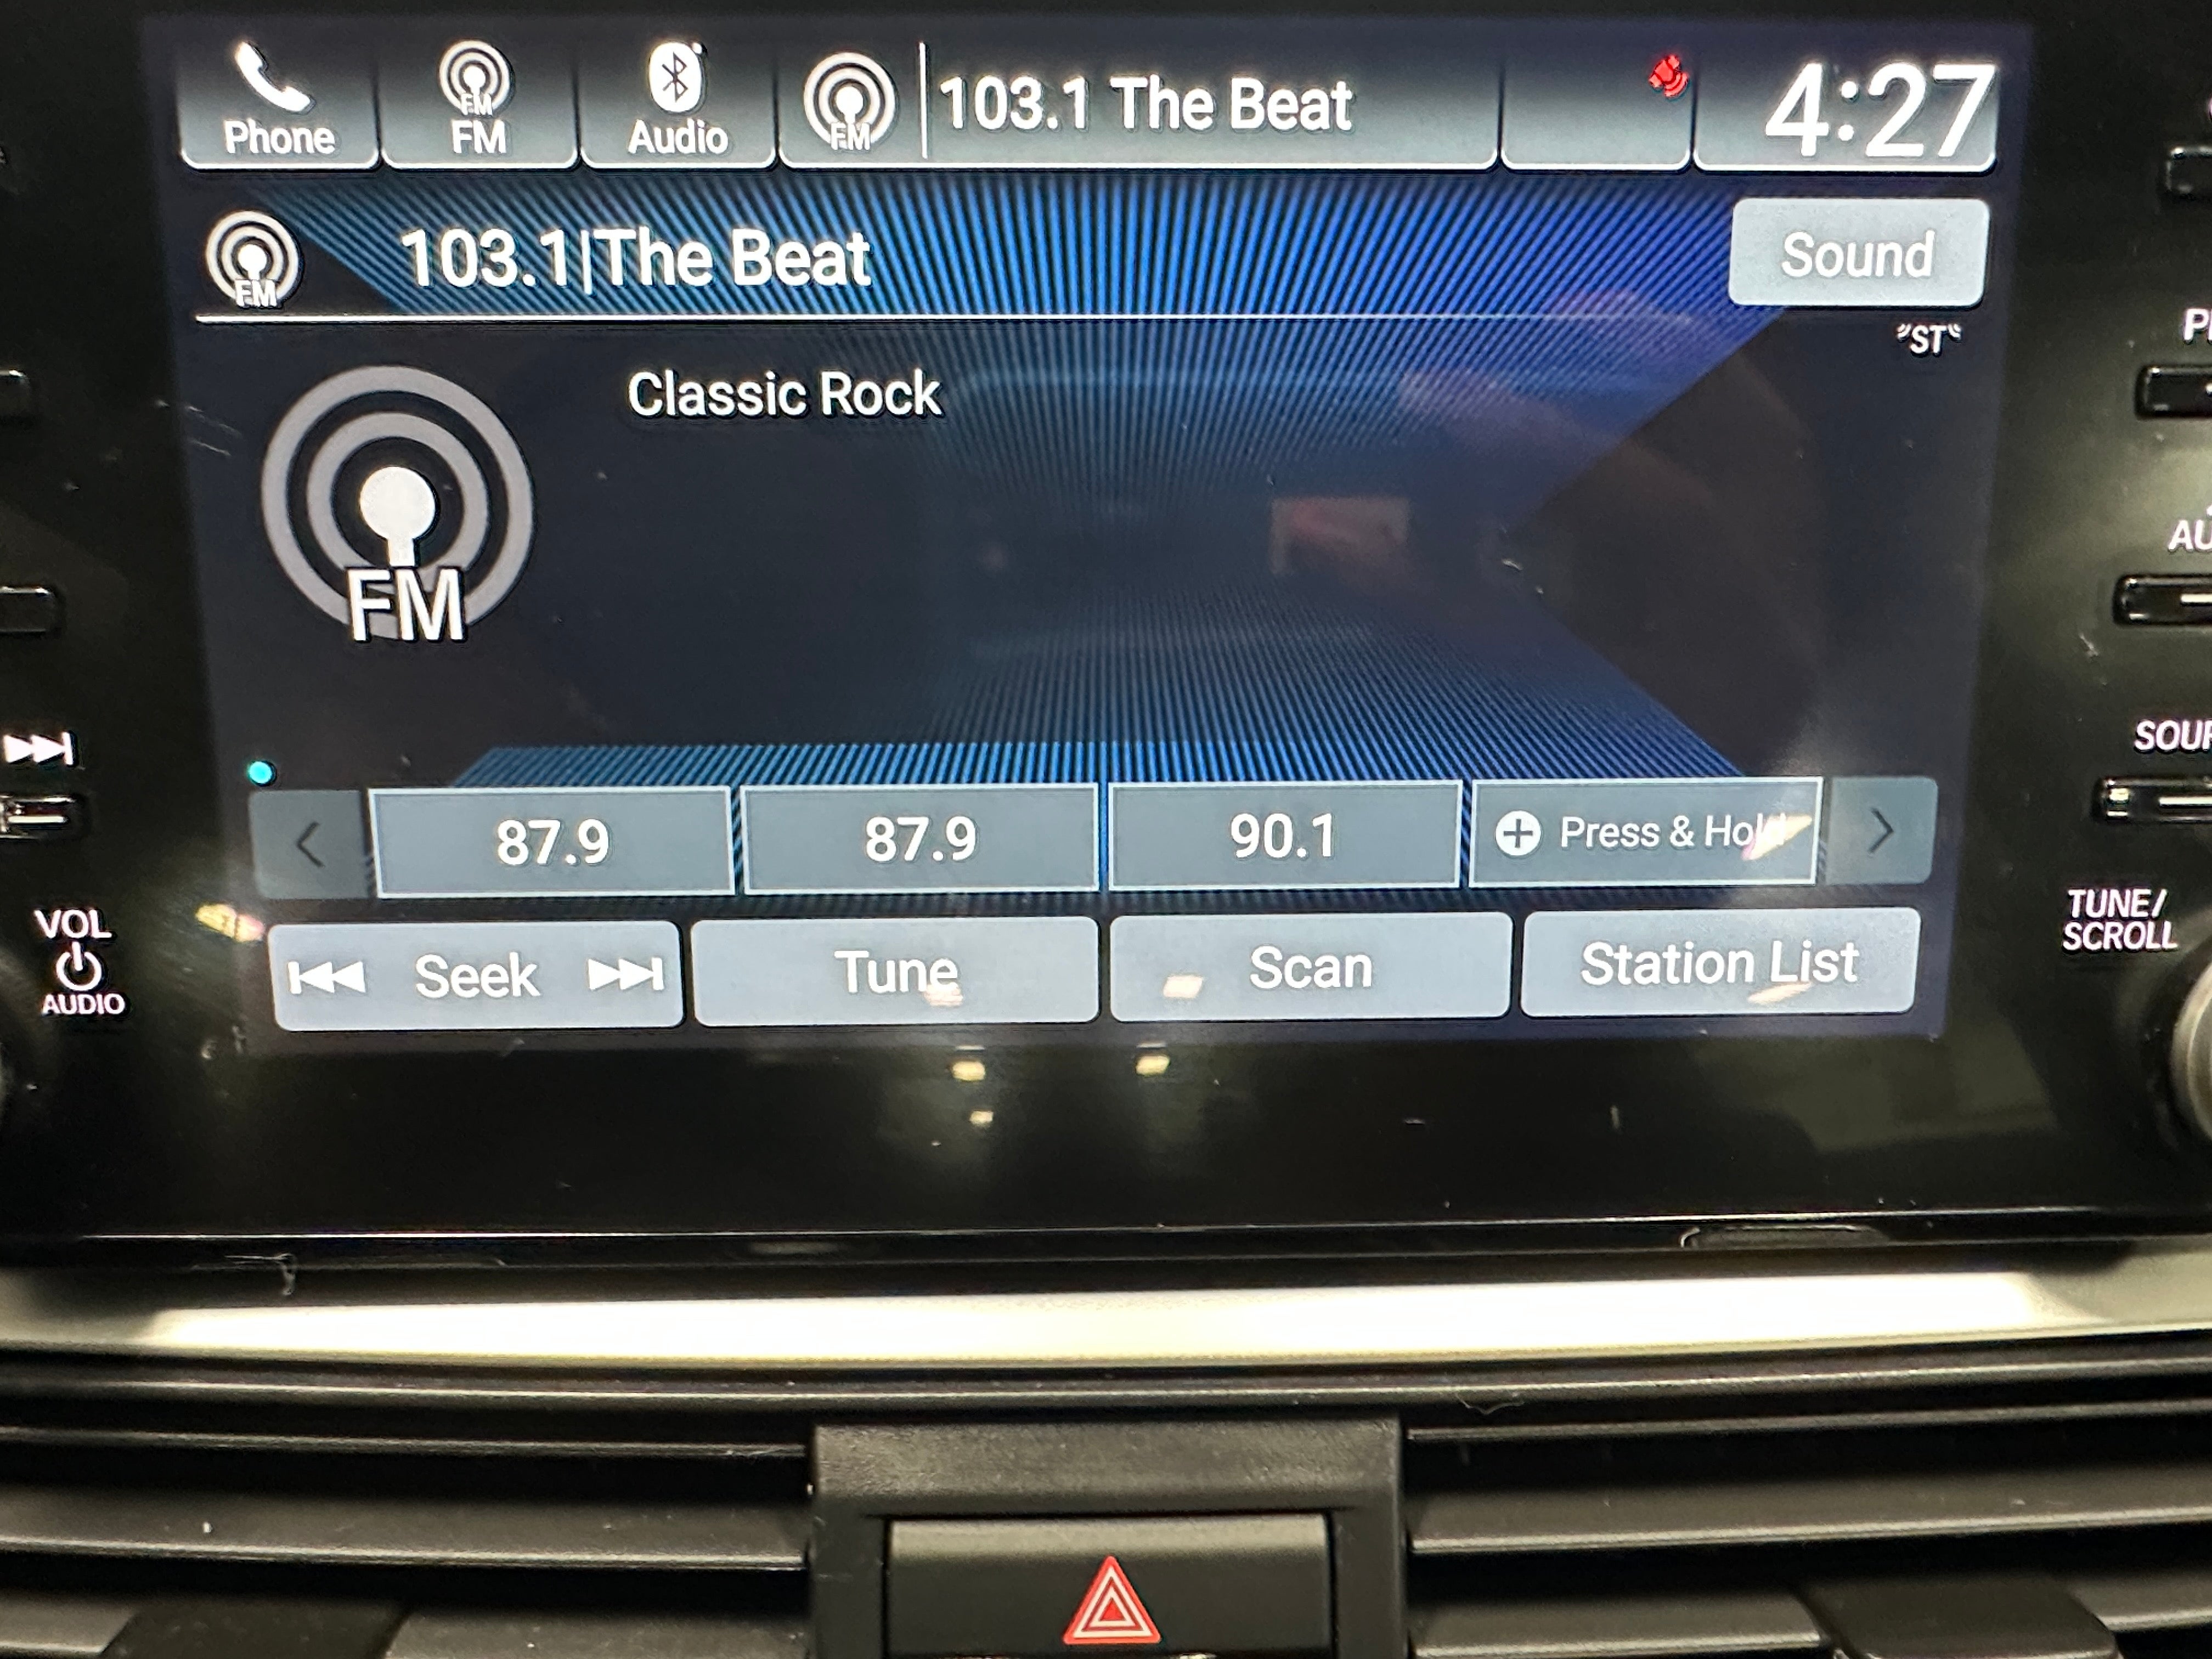 Phone
FM
FM
Audio
FM
103.1 The Beat
4:27
FM
103.1|The Beat
Sound
"ST"
Classic Rock
FM
87.9
87.9
90.1
Press & Hold
Seek
Tune
Scan
Station List
VOL
AUDIO
TUNE/
SCROLL